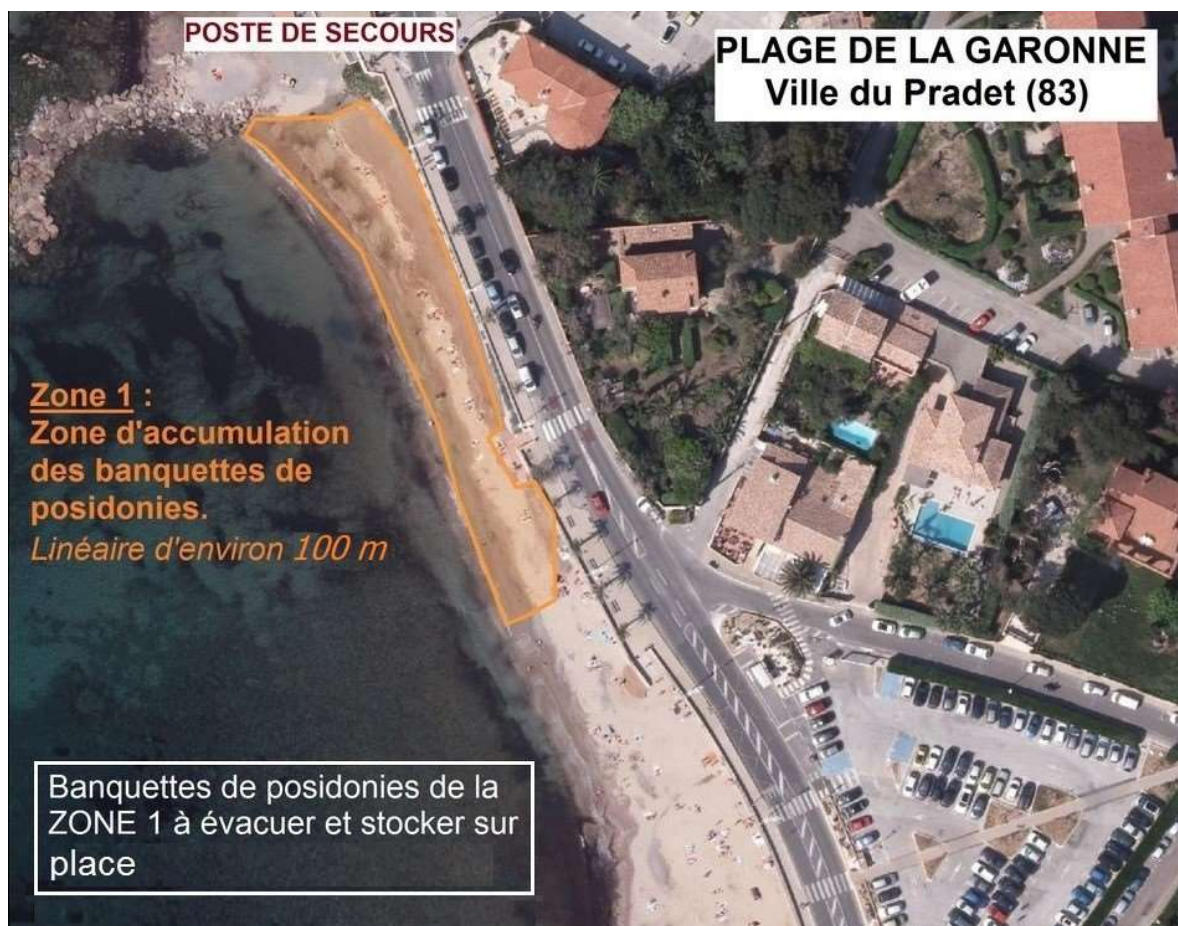 POSTE DE SECOURS
PLAGE DE LA GARONNE
Ville du Pradet (83)
Zone 1 :
Zone d'accumulation
des banquettes de
posidonies.
Linéaire d'environ 100 m
Banquettes de posidonies de la
ZONE 1 à évacuer et stocker sur
place